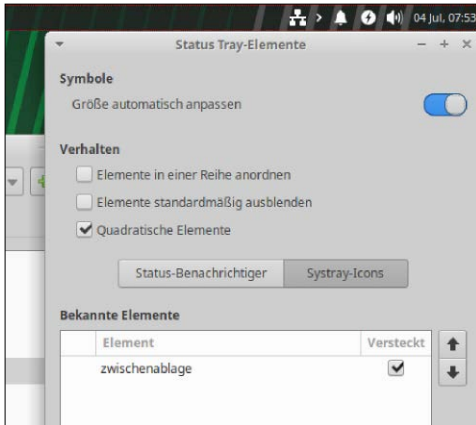 04 Jul, 07:53
Status Tray-Elemente
Symbole
Größe automatisch anpassen
Verhalten
Elemente in einer Reihe anordnen
Elemente standardmäßig ausblenden
Quadratische Elemente
Status-Benachrichtiger Systray-Icons
Bekannte Elemente
Element Versteckt
zwischenablage